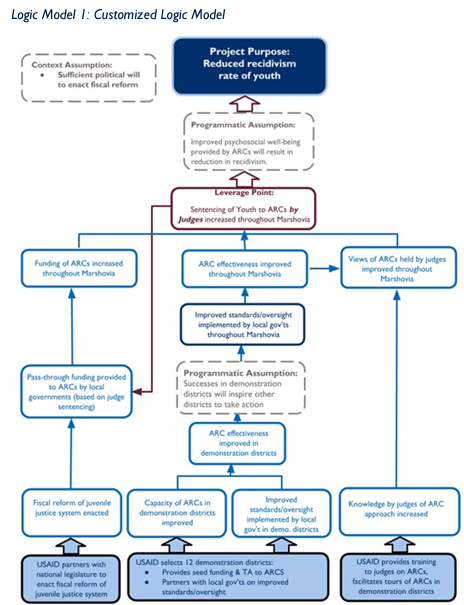 Logic Model 1: Customized Logic Model
Project Purpose:
Reduced recidivism
rate of youth
Context Assumption:
• Sufficient political will
to enact fiscal reform
Programmatic Assumption:
Improved psychosocial well-being
provided by ARCs will result in
reduction in recidivism.
Leverage Point:
Sentencing of Youth to ARCs by
Judges increased throughout Marshovia
Funding of ARCs increased
throughout Marshovia
ARC effectiveness improved
throughout Marshovia
Views of ARCs held by judges
improved throughout
Marshovia
Improved standards/oversight
implemented by local gov'ts
throughout Marshovia
Programmatic Assumption:
Successes in demonstration
districts will inspire other
districts to take action
Pass-through funding provided
to ARCs by local
governments (based on judge
sentencing)
ARC effectiveness
improved in
demonstration districts
Fiscal reform of juvenile
justice system enacted
Capacity of ARCs in
demonstration districts
improved
Improved
standards/oversight
implemented by local
gov't in demo. districts
Knowledge by judges of ARC
approach increased
USAID partners with
national legislature to
enact fiscal reform of
juvenile justice system
USAID selects 12 demonstration districts:
• Provides seed funding & TA to ARCS
• Partners with local gov'ts on improved
standards/oversight
USAID provides training
to judges on ARCs,
facilitates tours of ARCs in
demonstration districts